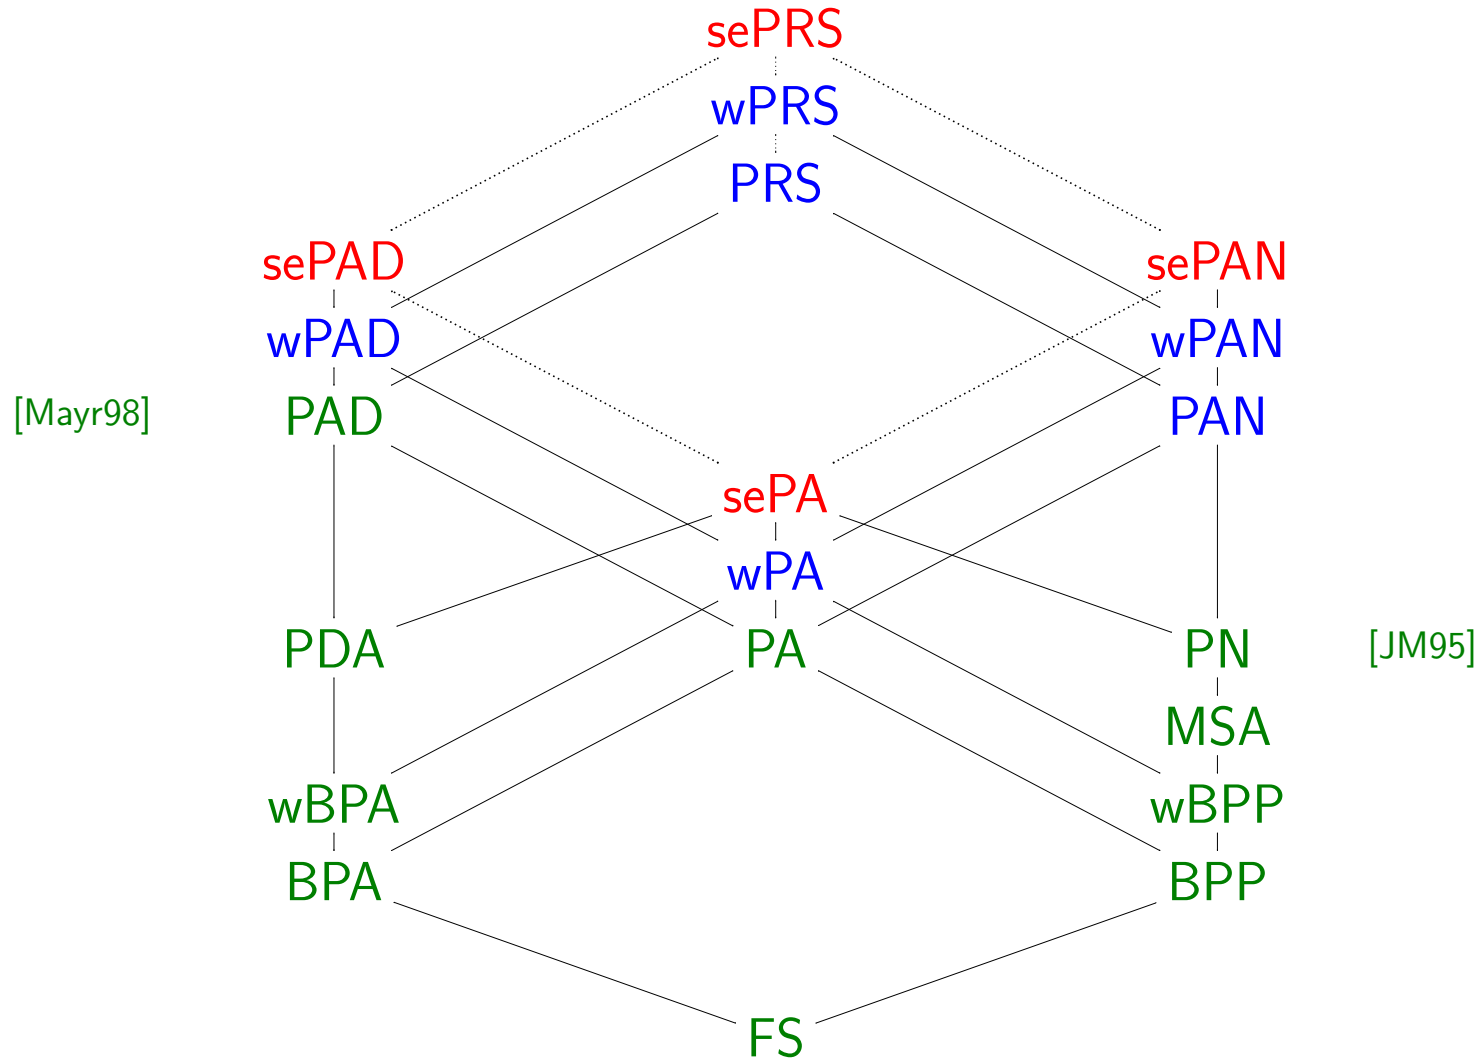 sePRS
wPRS
PRS
sePAD sePAN
wPAD wPAN
[Mayr98] PAD PAN
sePA
wPA
PDA PA PN [JM95]
MSA
wBPA wBPP
BPA BPP
FS